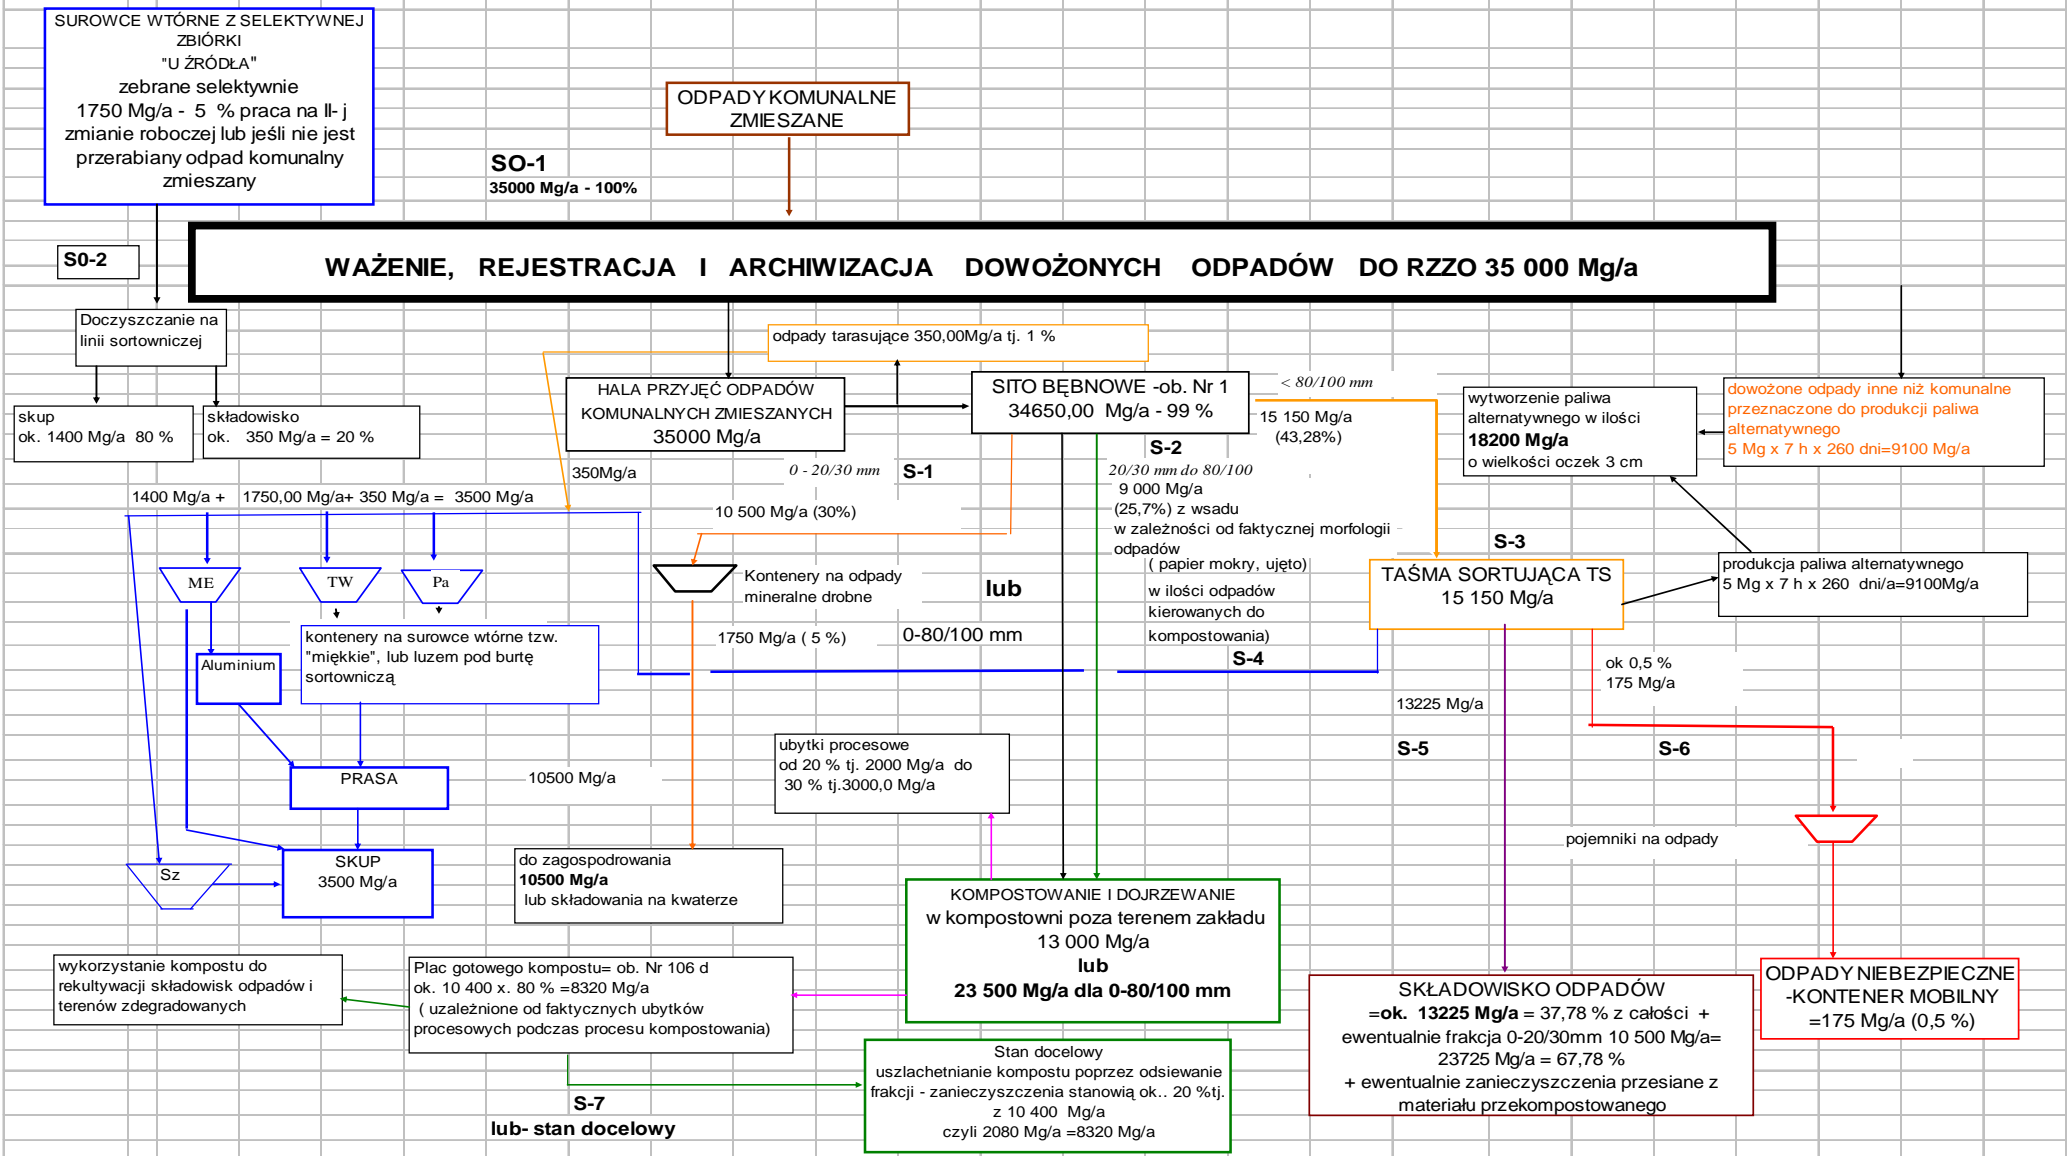 SUROWCE WTÓRNE Z SELEKTYWNEJ
ZBIÓRKI
"U ŹRÓDŁA"
zebrane selektywnie
1750 Mg/a - 5 % praca na II- j
zmianie roboczej lub jeśli nie jest
przerabiany odpad komunalny
zmieszany
ODPADY KOMUNALNE
ZMIESZANE
SO-1
35000 Mg/a - 100%
S0-2
WAŻENIE, REJESTRACJA I ARCHIWIZACJA DOWOŻONYCH ODPADÓW DO RZZO 35 000 Mg/a
Doczyszczanie na
linii sortowniczej
odpady tarasujące 350,00Mg/a tj. 1 %
skup
ok. 1400 Mg/a 80 %
składowisko
ok. 350 Mg/a = 20 %
HALA PRZYJĘĆ ODPADÓW
KOMUNALNYCH ZMIESZANYCH
35000 Mg/a
SITO BĘBNOWE -ob. Nr 1
34650,00 Mg/a - 99 %
< 80/100 mm
15 150 Mg/a
(43,28%)
wytworzenie paliwa
alternatywnego w ilości
18200 Mg/a
o wielkości oczek 3 cm
dowożone odpady inne niż komunalne
przeznaczone do produkcji paliwa
alternatywnego
5 Mg x 7 h x 260 dni=9100 Mg/a
350Mg/a
0 - 20/30 mm
S-1
S-2
20/30 mm do 80/100
9 000 Mg/a
(25,7%) z wsadu
w zależności od faktycznej morfologii
odpadów
( papier mokry, ujęto)
w ilości odpadów
kierowanych do
kompostowania)
1400 Mg/a + 1750,00 Mg/a+ 350 Mg/a = 3500 Mg/a
10 500 Mg/a (30%)
S-3
ME
TW
Pa
Kontenery na odpady
mineralne drobne
lub
TAŚMA SORTUJĄCA TS
15 150 Mg/a
produkcja paliwa alternatywnego
5 Mg x 7 h x 260 dni/a=9100Mg/a
Aluminium
kontenery na surowce wtórne tzw.
"miękkie", lub luzem pod burtę
sortowniczą
1750 Mg/a ( 5 %)
0-80/100 mm
S-4
ok 0,5 %
175 Mg/a
13225 Mg/a
S-5
S-6
ubytki procesowe
od 20 % tj. 2000 Mg/a do
30 % tj.3000,0 Mg/a
PRASA
10500 Mg/a
pojemniki na odpady
Sz
SKUP
3500 Mg/a
do zagospodrowania
10500 Mg/a
lub składowania na kwaterze
KOMPOSTOWANIE I DOJRZEWANIE
w kompostowni poza terenem zakładu
13 000 Mg/a
lub
23 500 Mg/a dla 0-80/100 mm
wykorzystanie kompostu do
rekultywacji składowisk odpadów i
terenów zdegradowanych
Plac gotowego kompostu= ob. Nr 106 d
ok. 10 400 x. 80 % =8320 Mg/a
( uzależnione od faktycznych ubytków
procesowych podczas procesu kompostowania)
SKŁADOWISKO ODPADÓW
=ok. 13225 Mg/a = 37,78 % z całości +
ewentualnie frakcja 0-20/30mm 10 500 Mg/a=
23725 Mg/a = 67,78 %
+ ewentualnie zanieczyszczenia przesiane z
materiału przekompostowanego
ODPADY NIEBEZPIECZNE
-KONTENER MOBILNY
=175 Mg/a (0,5 %)
Stan docelowy
uszlachetnianie kompostu poprzez odsiewanie
frakcji - zanieczyszczenia stanowią ok.. 20 %tj.
z 10 400 Mg/a
czyli 2080 Mg/a =8320 Mg/a
S-7
lub- stan docelowy